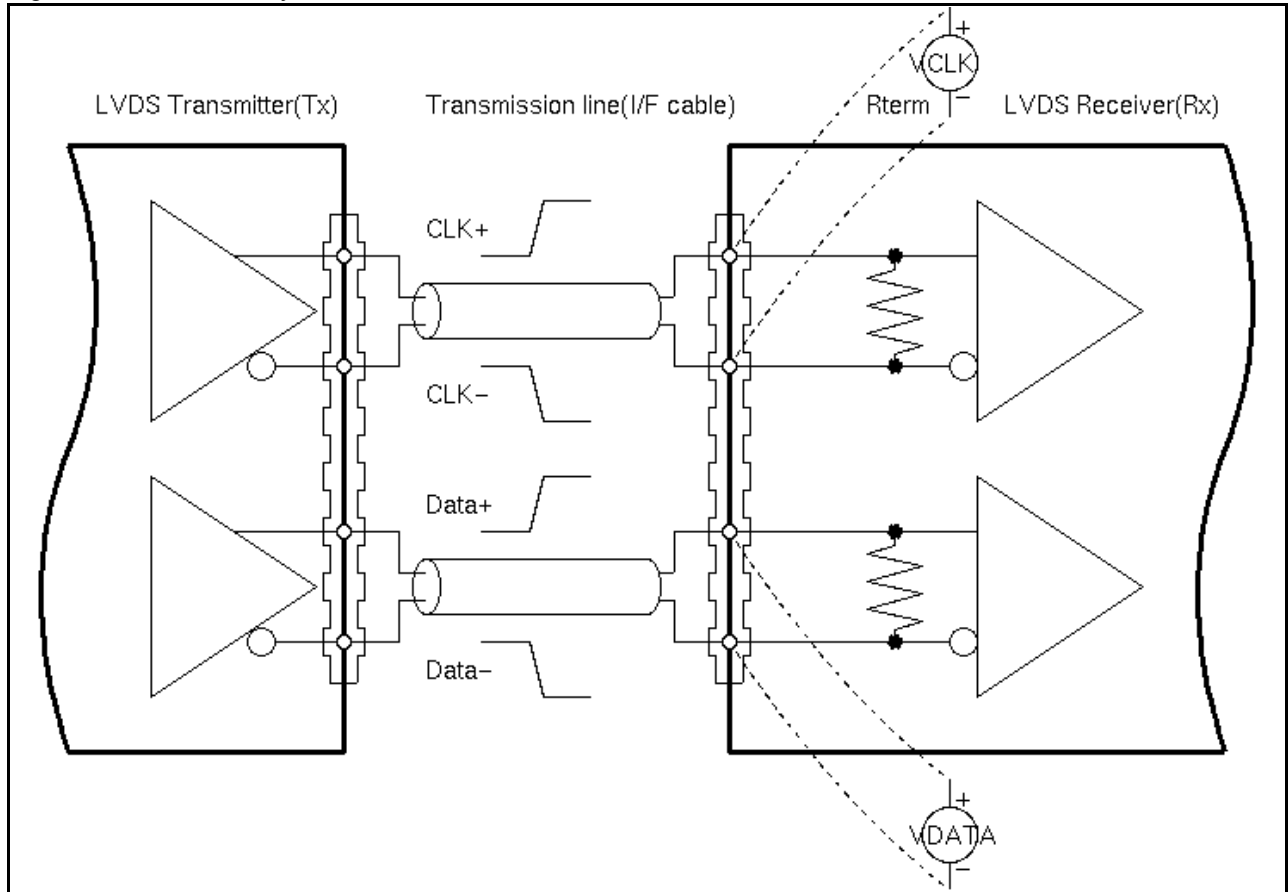 +
VCLK
−
LVDS Transmitter(Tx)
Transmission line(I/F cable)
Rterm
LVDS Receiver(Rx)
CLK+
CLK−
Data+
Data−
+
VDATA
−